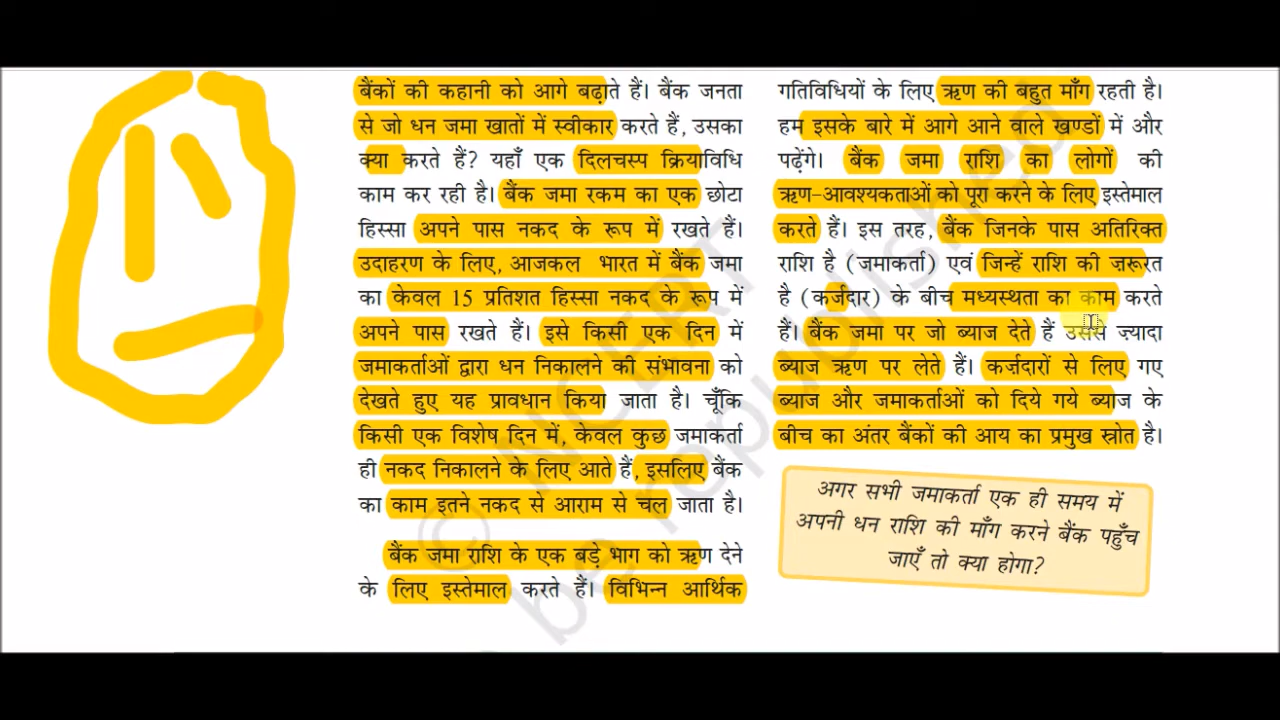 बैंकों की कहानी को आगे बढ़ाते हैं। बैंक जनता
से जो धन जमा खातों में स्वीकार करते हैं, उसका
क्या करते हैं? यहाँ एक दिलचस्प क्रियाविधि
काम कर रही है। बैंक जमा रकम का एक छोटा
हिस्सा अपने पास नकद के रूप में रखते हैं।
उदाहरण के लिए, आजकल भारत में बैंक जमा
का केवल 15 प्रतिशत हिस्सा नकद के रूप में
अपने पास रखते हैं। इसे किसी एक दिन में
जमाकर्ताओं द्वारा धन निकालने की संभावना को
देखते हुए यह प्रावधान किया जाता है। चूँकि
किसी एक विशेष दिन में, केवल कुछ जमाकर्ता
ही नकद निकालने के लिए आते हैं, इसलिए बैंक
का काम इतने नकद से आराम से चल जाता है।
बैंक जमा राशि के एक बड़े भाग को ऋण देने
के लिए इस्तेमाल करते हैं। विभिन्न आर्थिक
गतिविधियों के लिए ऋण की बहुत माँग रहती है।
हम इसके बारे में आगे आने वाले खण्डों में और
पढ़ेंगे। बैंक जमा राशि का लोगों की
ऋण-आवश्यकताओं को पूरा करने के लिए इस्तेमाल
करते हैं। इस तरह, बैंक जिनके पास अतिरिक्त
राशि है (जमाकर्ता) एवं जिन्हें राशि की ज़रूरत
है (कर्जदार) के बीच मध्यस्थता का काम करते
हैं। बैंक जमा पर जो ब्याज देते हैं उससे ज़्यादा
ब्याज ऋण पर लेते हैं। कर्जदारों से लिए गए
ब्याज और जमाकर्ताओं को दिये गये ब्याज के
बीच का अंतर बैंकों की आय का प्रमुख स्रोत है।
अगर सभी जमाकर्ता एक ही समय में
अपनी धन राशि की माँग करने बैंक पहुँच
जाएँ तो क्या होगा?
© NCERT
be republished